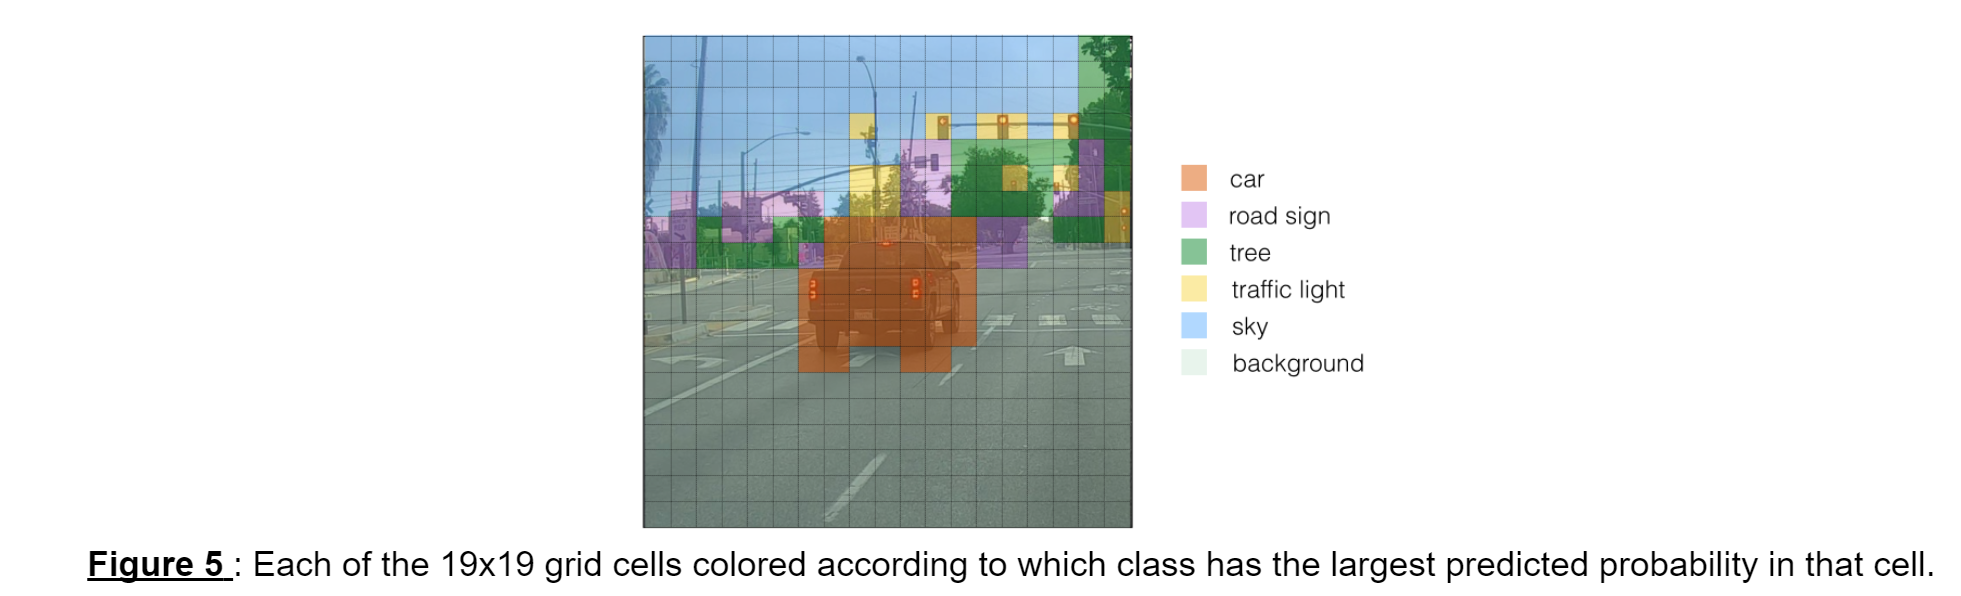 car
road sign
tree
traffic light
sky
background
Figure 5 : Each of the 19x19 grid cells colored according to which class has the largest predicted probability in that cell.